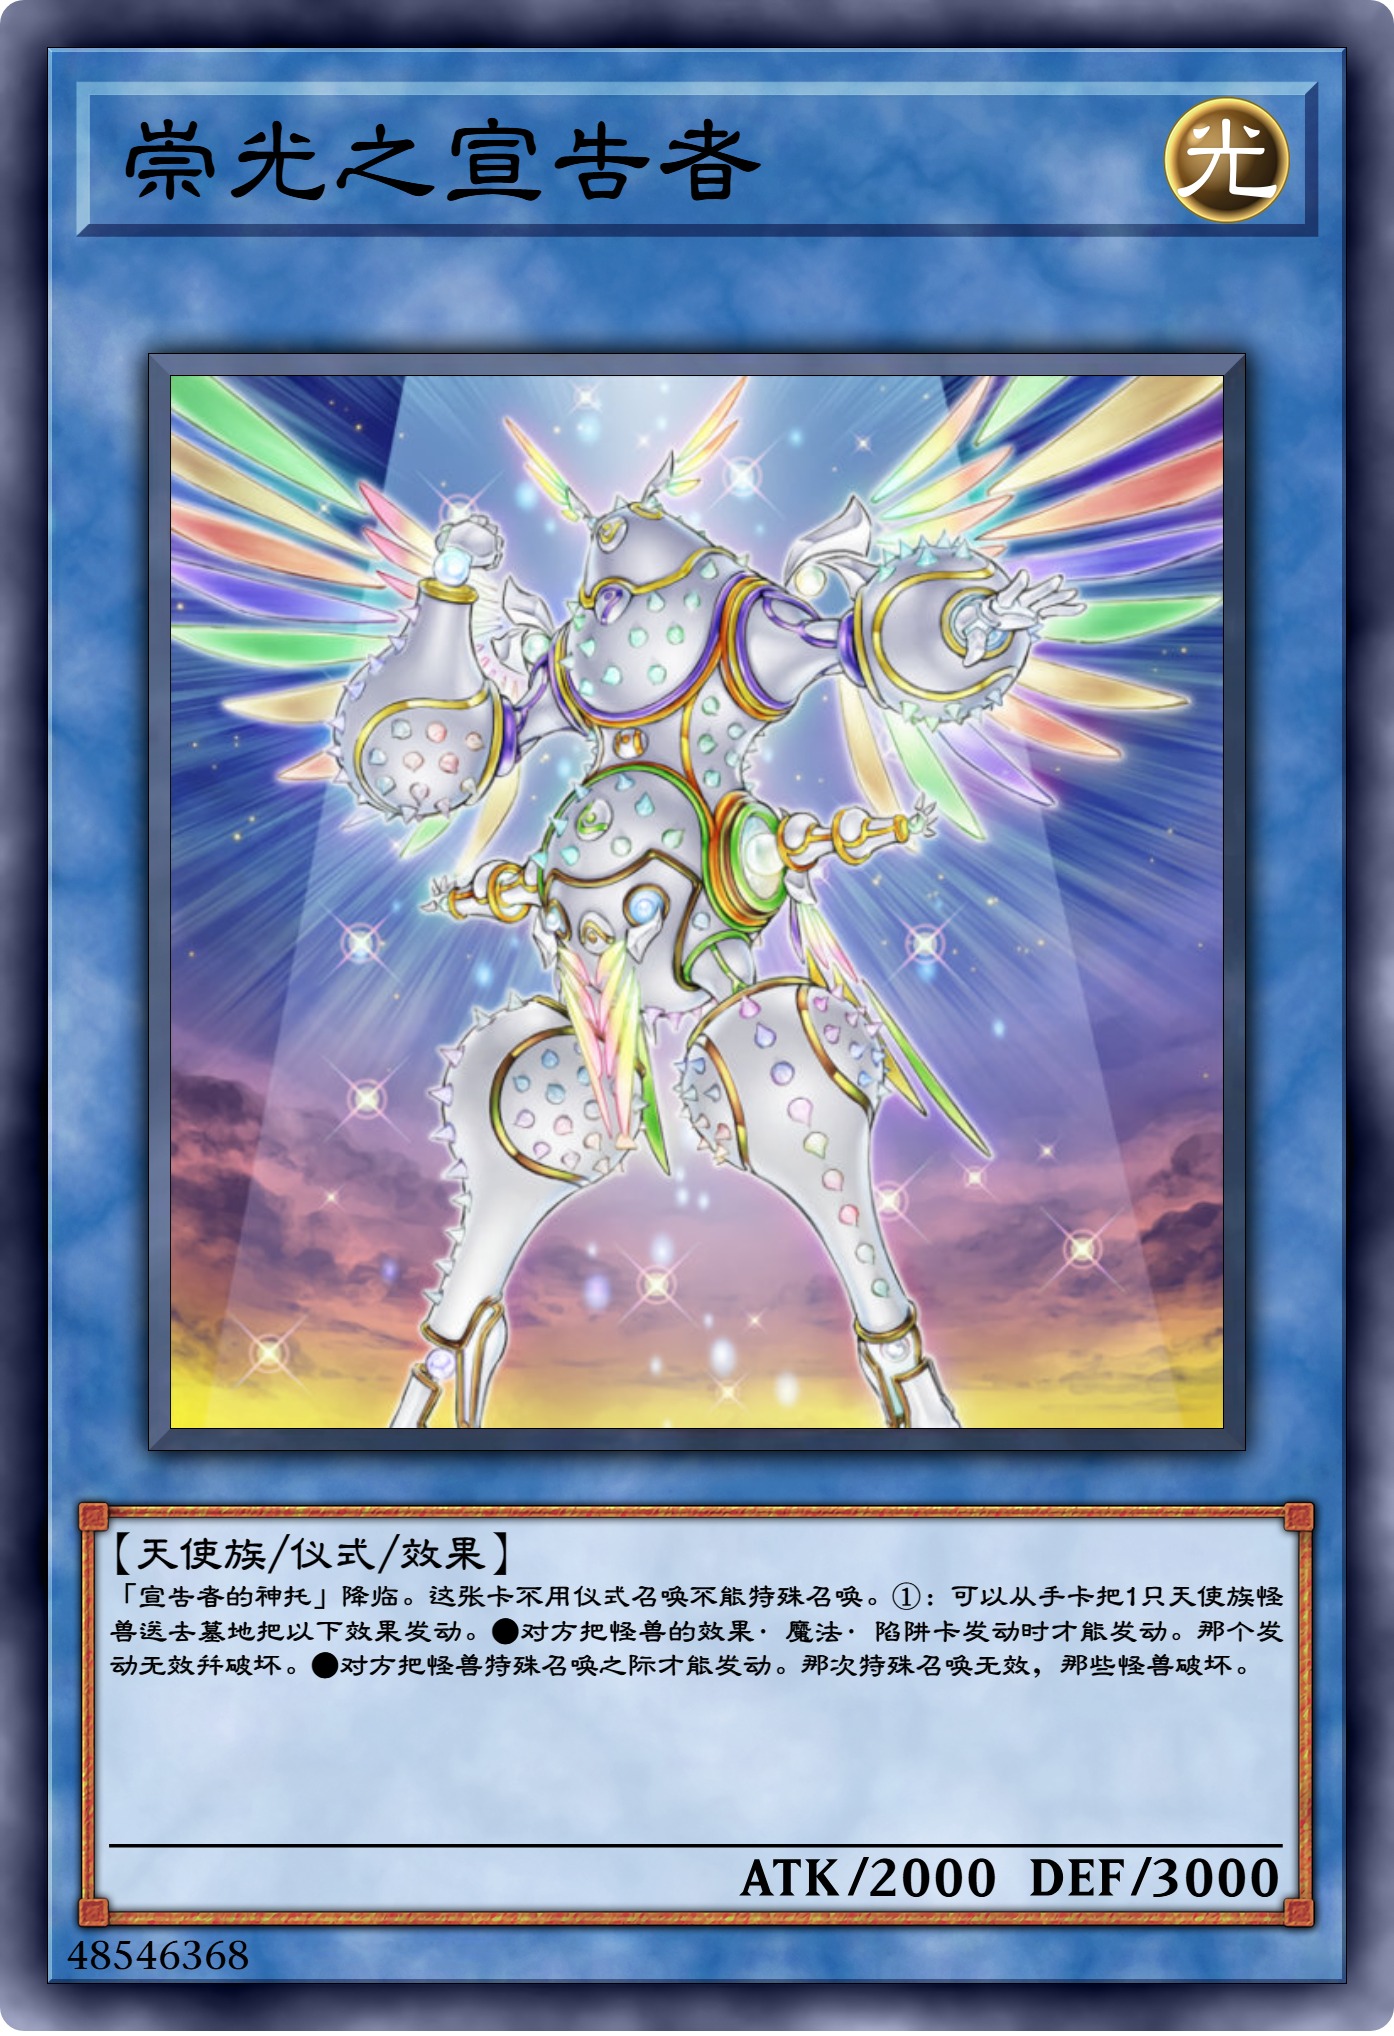 崇光之宣告者
光
【天使族/仪式/效果】
「宣告者的神托」降临。这张卡不用仪式召唤不能特殊召唤。①：可以从手卡把1只天使族怪
兽送去墓地把以下效果发动。●对方把怪兽的效果·魔法·陷阱卡发动时才能发动。那个发
动无效并破坏。●对方把怪兽特殊召唤之际才能发动。那次特殊召唤无效，那些怪兽破坏。
ATK/2000 DEF/3000
48546368